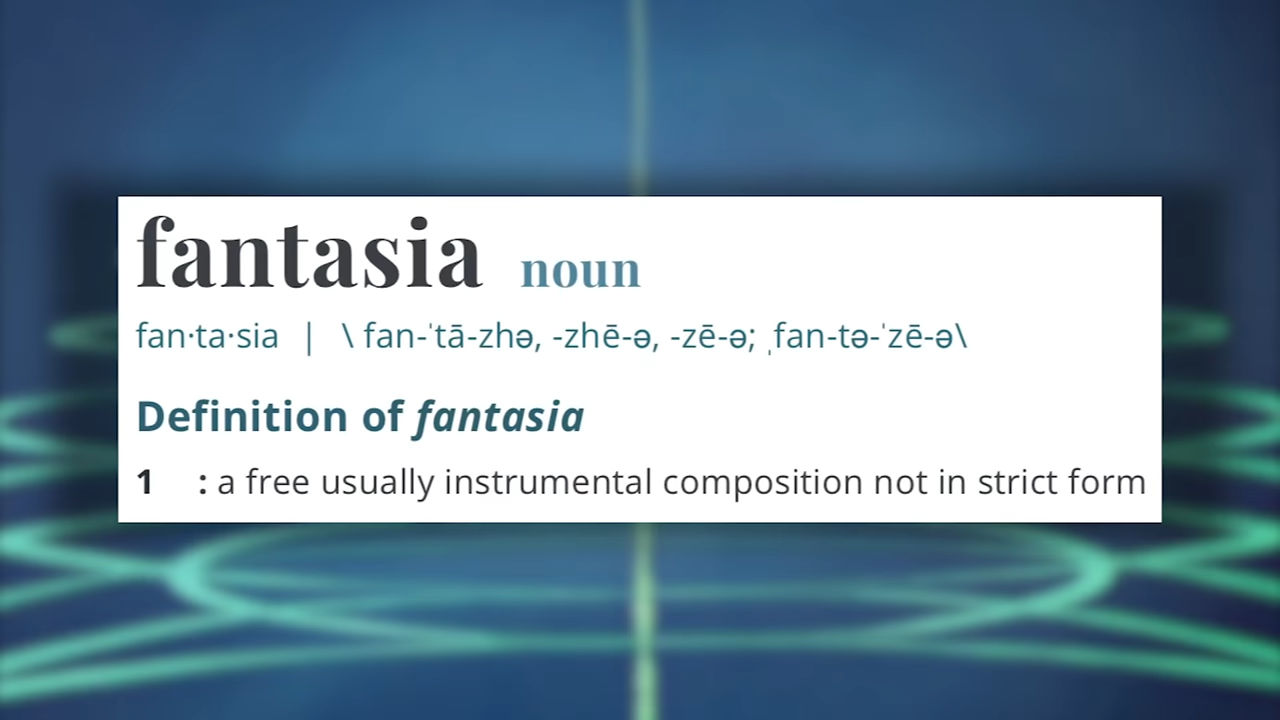 fantasia noun
fan·ta·sia | \ fan-ˈtā-zhə, -zhē-ə, -zē-ə; ˌfan-tə-ˈzē-ə\
Definition of fantasia
1 : a free usually instrumental composition not in strict form